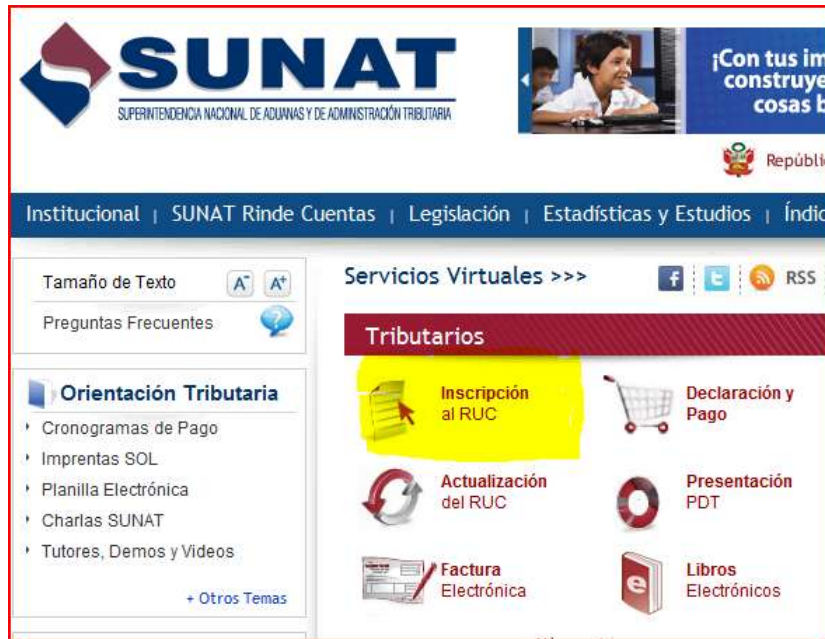 SUNAT
SUPERINTENDENCIA NACIONAL DE ADUANAS Y DE ADMINISTRACIÓN TRIBUTARIA
¡Con tus im
construye
cosas b
Repúbli
Institucional | SUNAT Rinde Cuentas | Legislación | Estadísticas y Estudios | Índic
Tamaño de Texto A- A+
Preguntas Frecuentes ?
Servicios Virtuales >>> f t RSS
Tributarios
Inscripción
al RUC
Declaración y
Pago
Actualización
del RUC
Presentación
PDT
Factura
Electrónica
e
Libros
Electrónicos
Orientación Tributaria
Cronogramas de Pago
Imprentas SOL
Planilla Electrónica
Charlas SUNAT
Tutores, Demos y Videos
+ Otros Temas